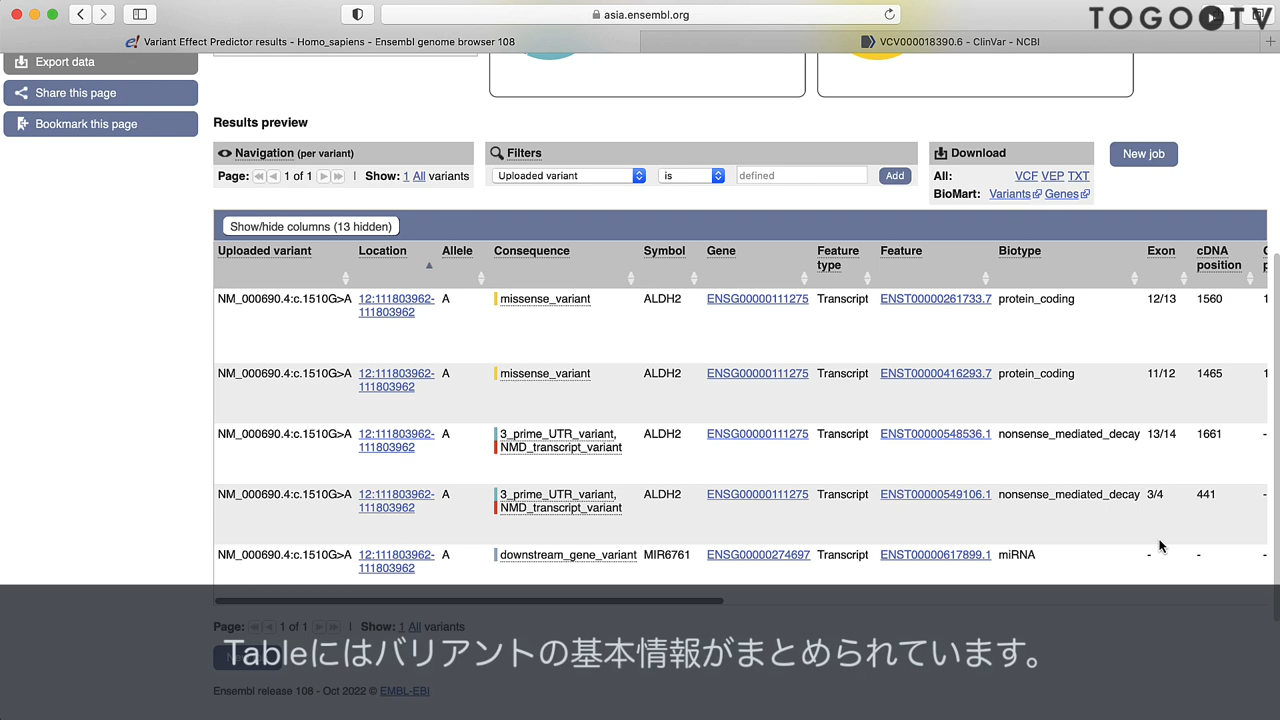 asia.ensembl.org
TOGO TV
Variant Effect Predictor results - Homo_sapiens - Ensembl genome browser 108
VCV000018390.6 - ClinVar - NCBI
Export data
Share this page
Bookmark this page
Results preview
Navigation (per variant)
Page: 1 of 1 | Show: 1 All variants
Filters
Uploaded variant is defined Add
Download
All: VCF VEP TXT
BioMart: Variants Genes
New job
Show/hide columns (13 hidden)
Uploaded variant Location Allele Consequence Symbol Gene Feature type Feature Biotype Exon cDNA position
NM_000690.4:c.1510G>A 12:111803962-111803962 A missense_variant ALDH2 ENSG00000111275 Transcript ENST00000261733.7 protein_coding 12/13 1560 1
NM_000690.4:c.1510G>A 12:111803962-111803962 A missense_variant ALDH2 ENSG00000111275 Transcript ENST00000416293.7 protein_coding 11/12 1465 1
NM_000690.4:c.1510G>A 12:111803962-111803962 A 3_prime_UTR_variant, NMD_transcript_variant ALDH2 ENSG00000111275 Transcript ENST00000548536.1 nonsense_mediated_decay 13/14 1661 -
NM_000690.4:c.1510G>A 12:111803962-111803962 A 3_prime_UTR_variant, NMD_transcript_variant ALDH2 ENSG00000111275 Transcript ENST00000549106.1 nonsense_mediated_decay 3/4 441 -
NM_000690.4:c.1510G>A 12:111803962-111803962 A downstream_gene_variant MIR6761 ENSG00000274697 Transcript ENST00000617899.1 miRNA - - -
Page: 1 of 1 | Show: 1 All variants
Tableにはバリアントの基本情報がまとめられています。
Ensembl release 108 - Oct 2022 © EMBL-EBI